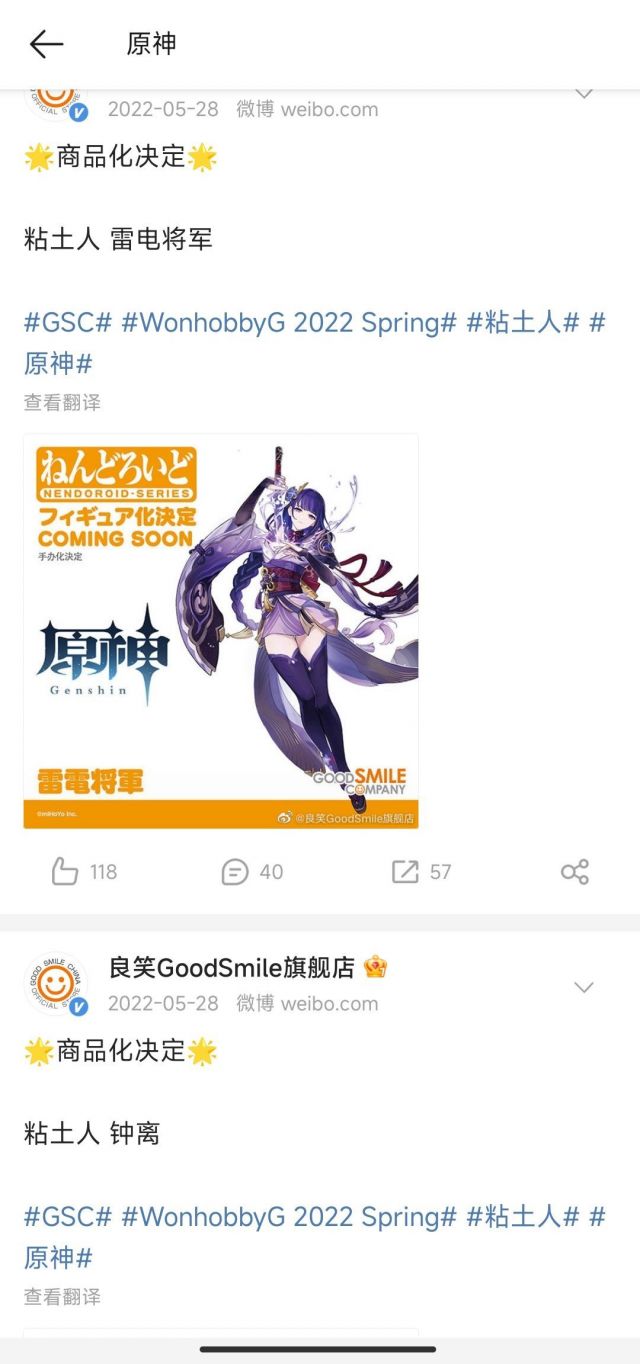 原神
2022-05-28 微博 weibo.com
🌟商品化决定🌟
粘土人 雷电将军
#GSC# #WonhobbyG 2022 Spring# #粘土人# #
原神#
查看翻译
ねんどろいど
NENDOROID-SERIES
フィギュア化決定
COMING SOON
手办化决定
原神
Genshin
雷電将軍
GOOD SMILE
COMPANY
©miHoYo Inc.
@良笑GoodSmile旗舰店
118
40
57
GOOD SMILE CHINA
OFFICIAL STORE
良笑GoodSmile旗舰店
2022-05-28 微博 weibo.com
🌟商品化决定🌟
粘土人 钟离
#GSC# #WonhobbyG 2022 Spring# #粘土人# #
原神#
查看翻译